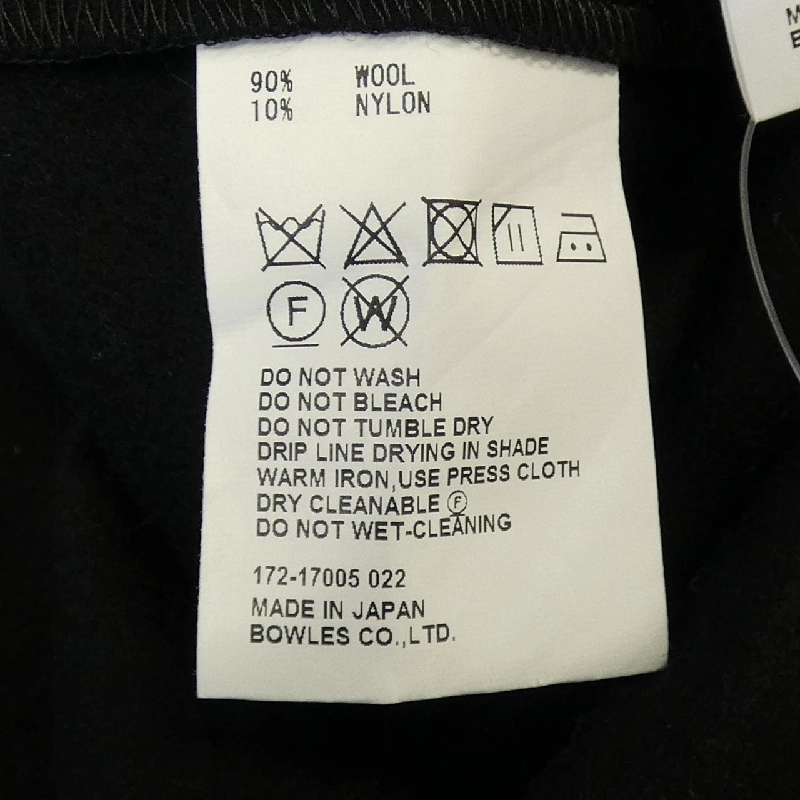 90% WOOL
10% NYLON
F
W
DO NOT WASH
DO NOT BLEACH
DO NOT TUMBLE DRY
DRIP LINE DRYING IN SHADE
WARM IRON,USE PRESS CLOTH
DRY CLEANABLE Ⓕ
DO NOT WET-CLEANING
172-17005 022
MADE IN JAPAN
BOWLES CO.,LTD.